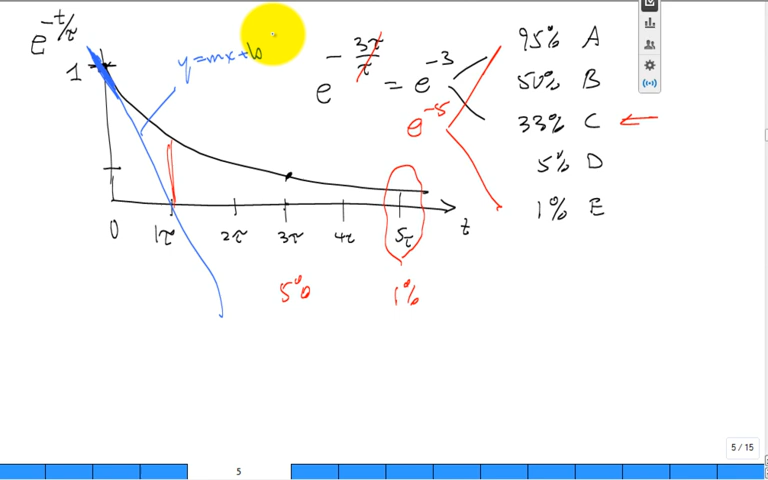 e^{-t/τ}
1
y=mx+b
e^{-3τ/τ} = e^{-3}
e^{-5}
95% A
50% B
33% C ←
5% D
1% E
0 1τ 2τ 3τ 4τ 5τ t
5% 1%
5 / 15
5